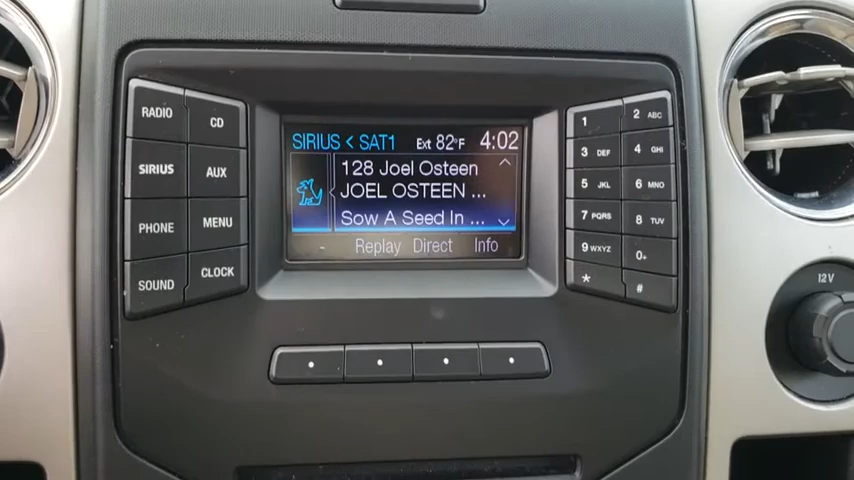 RADIO
CD
SIRIUS
AUX
PHONE
MENU
SOUND
CLOCK
SIRIUS < SAT1 Ext 82°F 4:02
128 Joel Osteen
JOEL OSTEEN ...
Sow A Seed In ...
- Replay Direct Info
1
2 ABC
3 DEF
4 GHI
5 JKL
6 MNO
7 PQRS
8 TUV
9 WXYZ
0+
*
#
12V